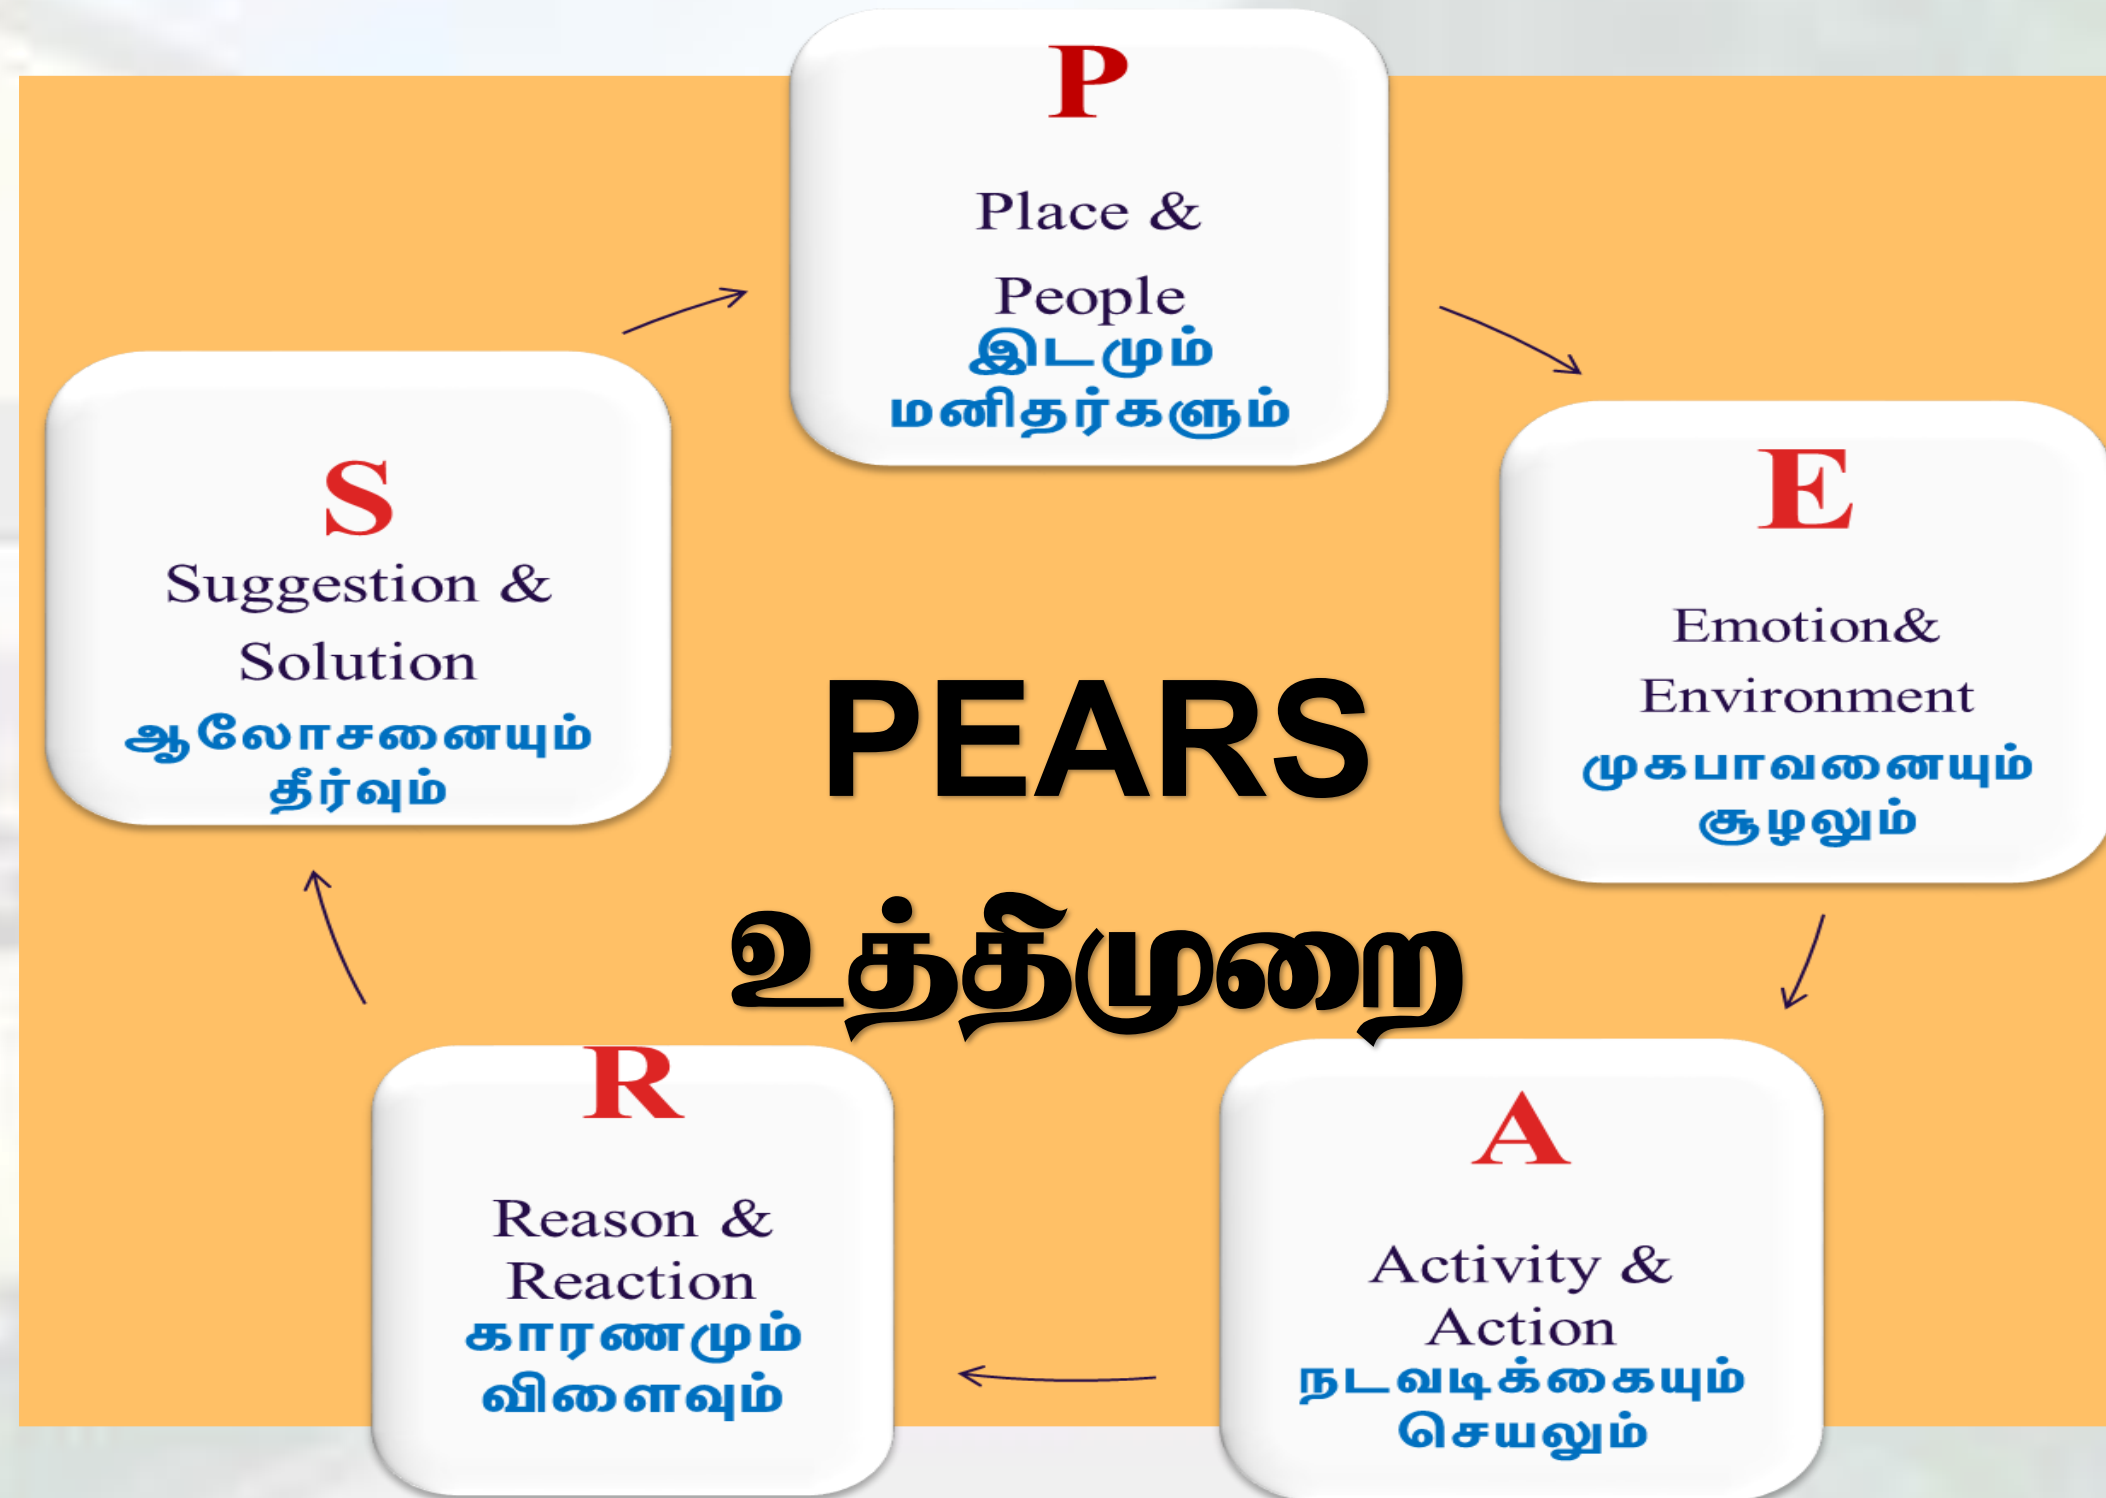 P
Place &
People
இடமும்
மனிதர்களும்
E
Emotion&
Environment
முகபாவனையும்
சூழலும்
A
Activity &
Action
நடவடிக்கையும்
செயலும்
R
Reason &
Reaction
காரணமும்
விளைவும்
S
Suggestion &
Solution
ஆலோசனையும்
தீர்வும்
PEARS
உத்திமுறை